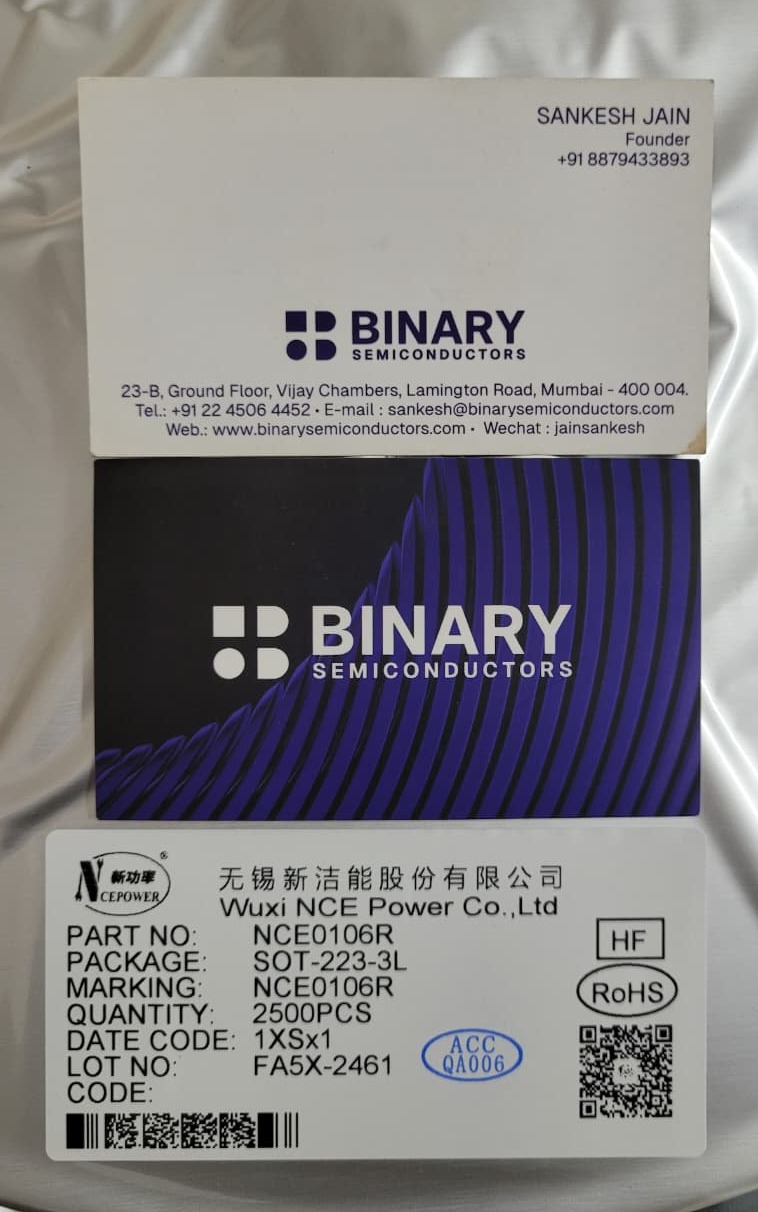 SANKESH JAIN
Founder
+91 8879433893
BINARY
SEMICONDUCTORS
23-B, Ground Floor, Vijay Chambers, Lamington Road, Mumbai - 400 004.
Tel.: +91 22 4506 4452 • E-mail : sankesh@binarysemiconductors.com
Web.: www.binarysemiconductors.com • Wechat : jainsankesh
BINARY
SEMICONDUCTORS
新功率 ®
NCEPOWER
无锡新洁能股份有限公司
Wuxi NCE Power Co.,Ltd
PART NO: NCE0106R
PACKAGE: SOT-223-3L
MARKING: NCE0106R
QUANTITY: 2500PCS
DATE CODE: 1XSx1
LOT NO: FA5X-2461
CODE:
HF
RoHS
ACC
QA006